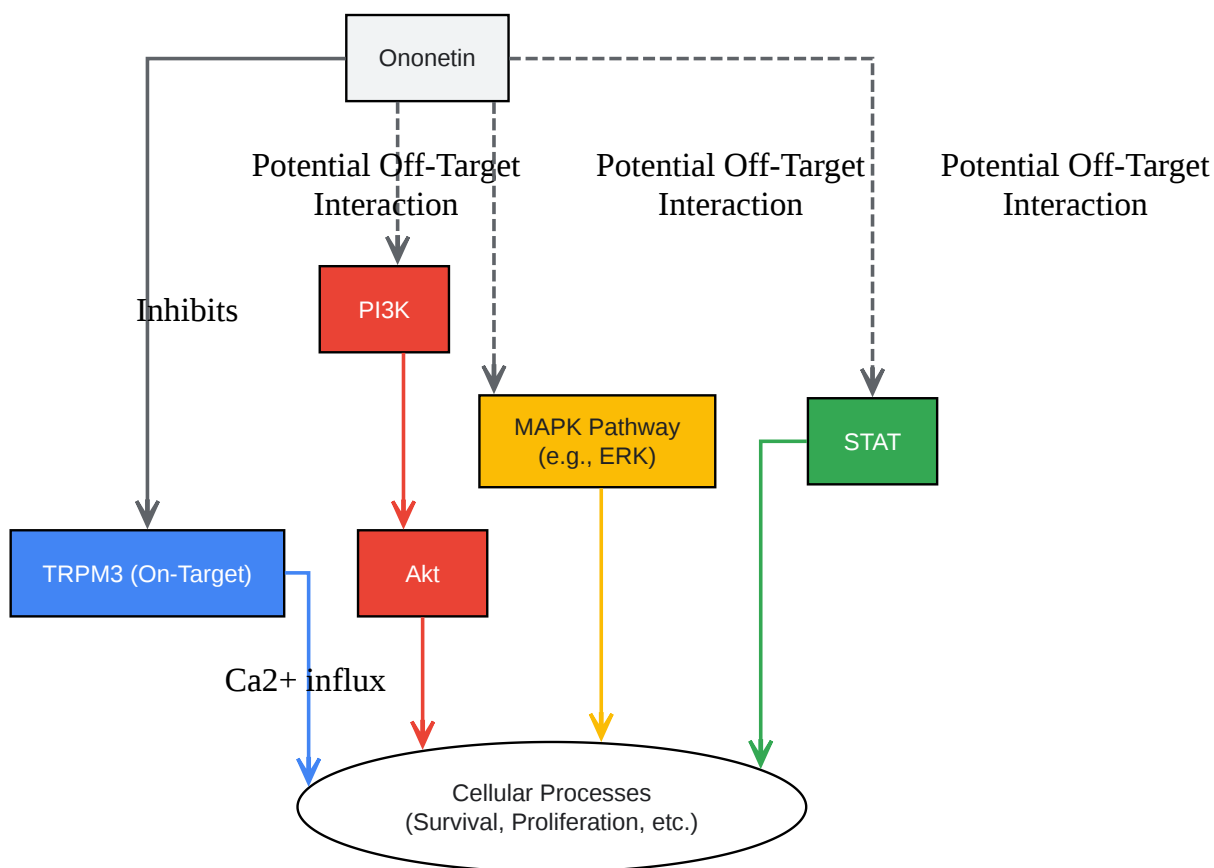 Ononetin
Potential Off-Target
Interaction
Potential Off-Target
Interaction
Potential Off-Target
Interaction
Inhibits
PI3K
MAPK Pathway
(e.g., ERK)
STAT
TRPM3 (On-Target)
Akt
Ca2+ influx
Cellular Processes
(Survival, Proliferation, etc.)